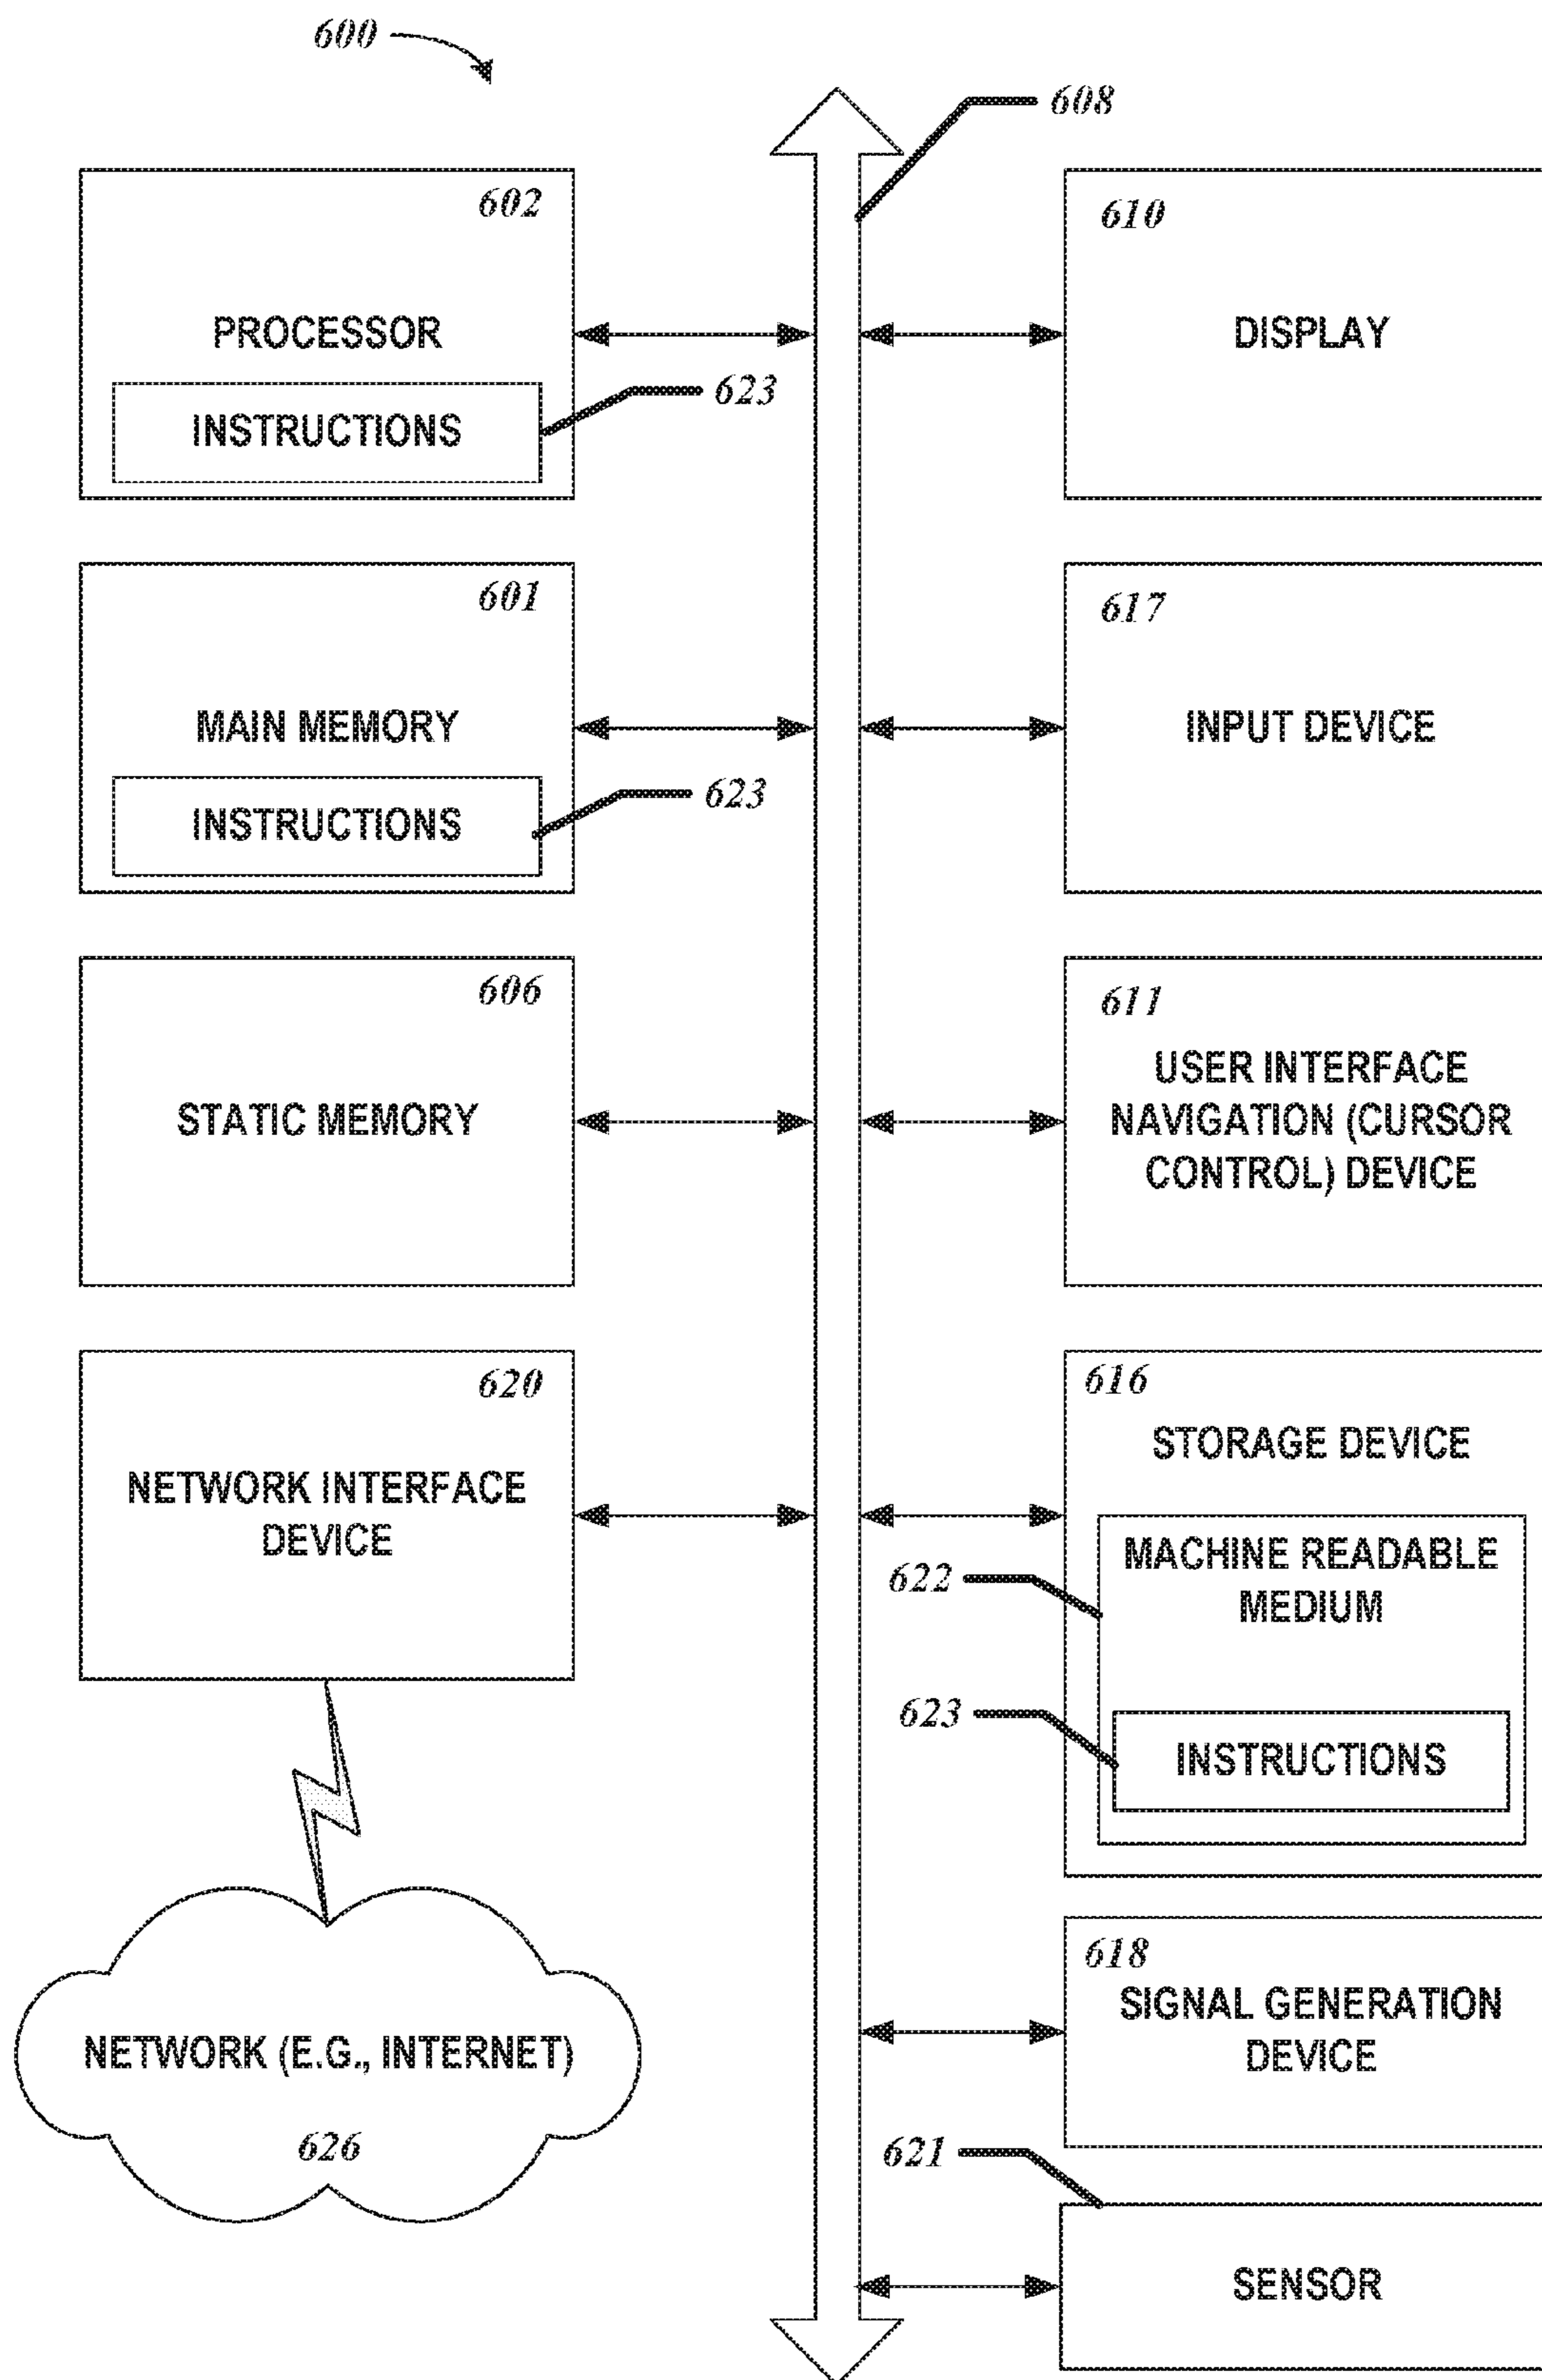 600
608
602
PROCESSOR
INSTRUCTIONS
623
610
DISPLAY
601
MAIN MEMORY
INSTRUCTIONS
623
617
INPUT DEVICE
606
STATIC MEMORY
611
USER INTERFACE
NAVIGATION (CURSOR
CONTROL) DEVICE
620
NETWORK INTERFACE
DEVICE
616
STORAGE DEVICE
622
MACHINE READABLE
MEDIUM
623
INSTRUCTIONS
NETWORK (E.G., INTERNET)
626
618
SIGNAL GENERATION
DEVICE
621
SENSOR